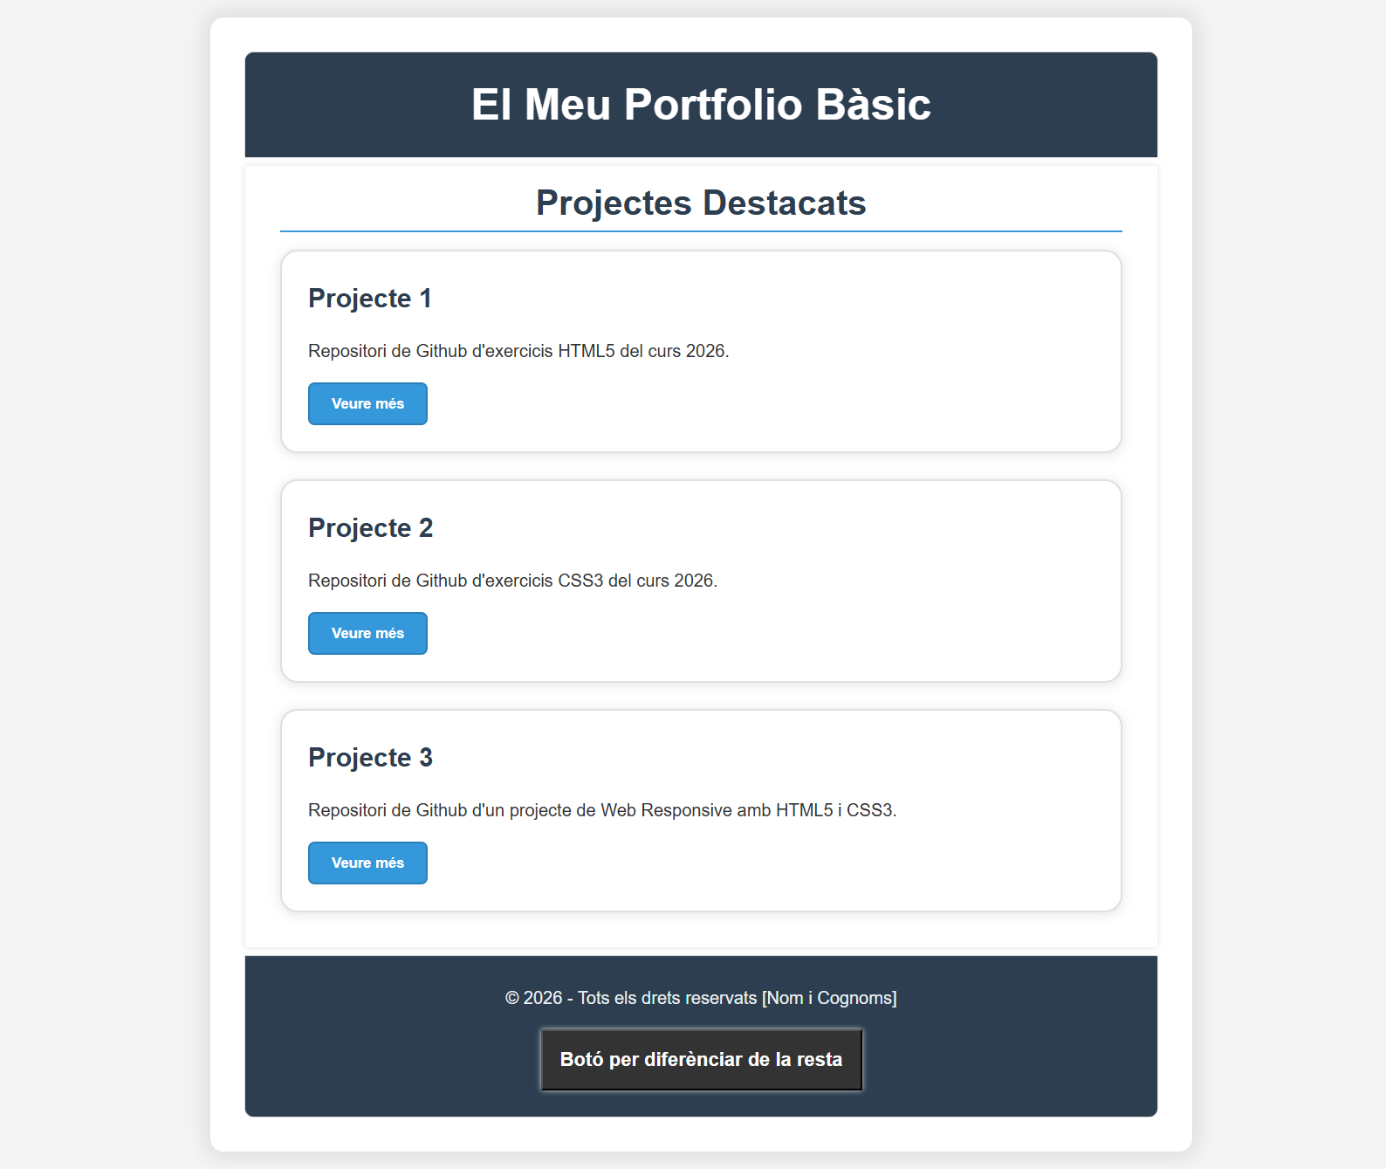 El Meu Portfolio Bàsic
Projectes Destacats
Projecte 1
Repositori de Github d'exercicis HTML5 del curs 2026.
Veure més
Projecte 2
Repositori de Github d'exercicis CSS3 del curs 2026.
Veure més
Projecte 3
Repositori de Github d'un projecte de Web Responsive amb HTML5 i CSS3.
Veure més
© 2026 - Tots els drets reservats [Nom i Cognoms]
Botó per diferènciar de la resta